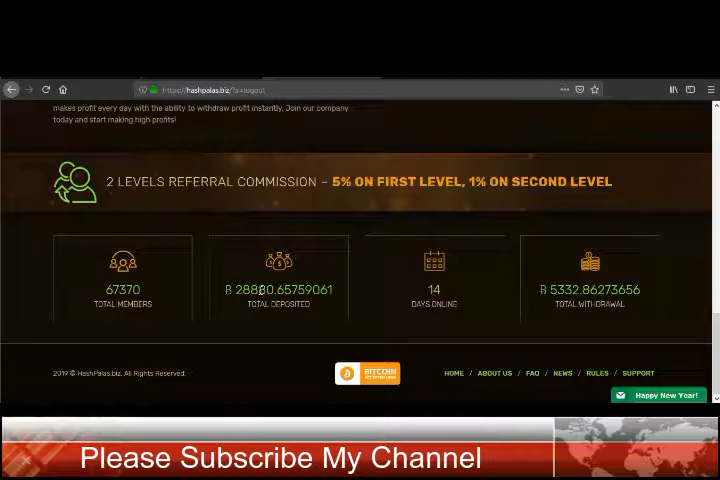 https://hashpalas.biz/?a=logout
makes profit every day with the ability to withdraw profit instantly. Join our company
today and start making high profits!
2 LEVELS REFERRAL COMMISSION - 5% ON FIRST LEVEL, 1% ON SECOND LEVEL
67370
TOTAL MEMBERS
TOTAL DEPOSITED
14
DAYS ONLINE
B 5332.86273656
TOTAL WITHDRAWAL
2019 © HashPalas.biz. All Rights Reserved.
BITCOIN
HOME / ABOUT US / FAQ / NEWS / RULES / SUPPORT
Happy New Year!
Please Subscribe My Channel